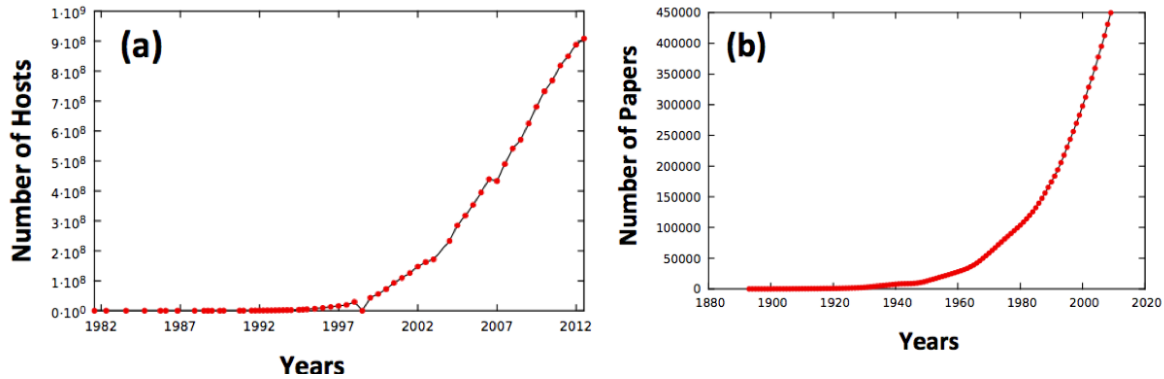 (a)
Number of Hosts
1·10⁹
9·10⁸
8·10⁸
7·10⁸
6·10⁸
5·10⁸
4·10⁸
3·10⁸
2·10⁸
1·10⁸
0·10⁰
1982 1987 1992 1997 2002 2007 2012
Years
(b)
Number of Papers
450000
400000
350000
300000
250000
200000
150000
100000
50000
0
1880 1900 1920 1940 1960 1980 2000 2020
Years